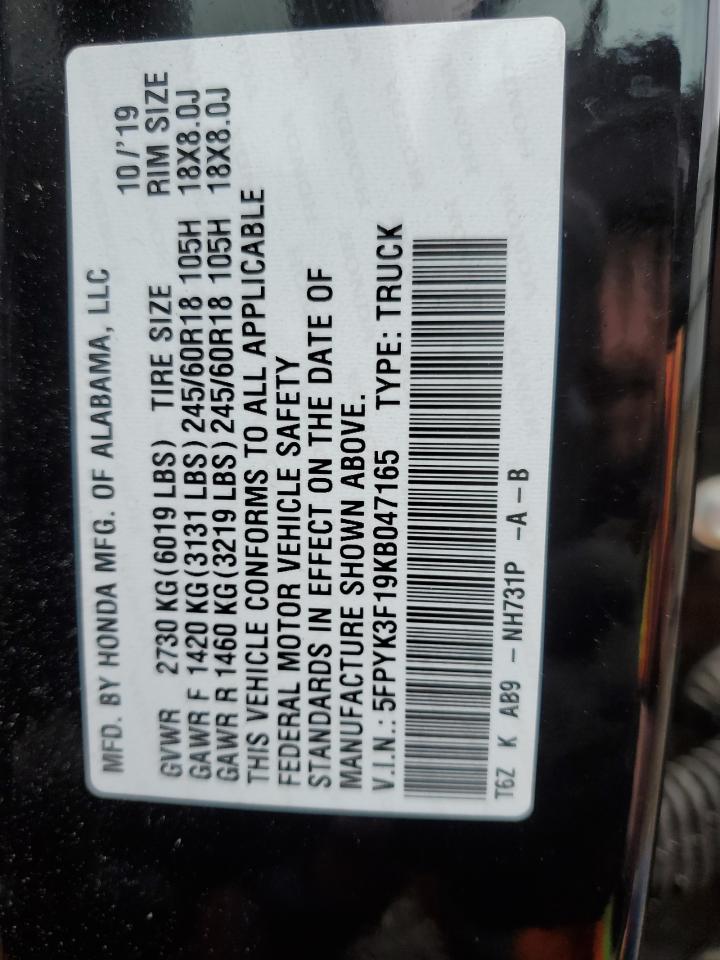 MFD. BY HONDA MFG. OF ALABAMA, LLC 10/'19
GVWR 2730 KG(6019 LBS) TIRE SIZE RIM SIZE
GAWR F 1420 KG(3131 LBS)245/60R18 105H 18X8.0J
GAWR R 1460 KG(3219 LBS)245/60R18 105H 18X8.0J
THIS VEHICLE CONFORMS TO ALL APPLICABLE
FEDERAL MOTOR VEHICLE SAFETY
STANDARDS IN EFFECT ON THE DATE OF
MANUFACTURE SHOWN ABOVE.
V.I.N.: 5FPYK3F19KB047165 TYPE: TRUCK
T6Z K AB9 -NH731P -A-B